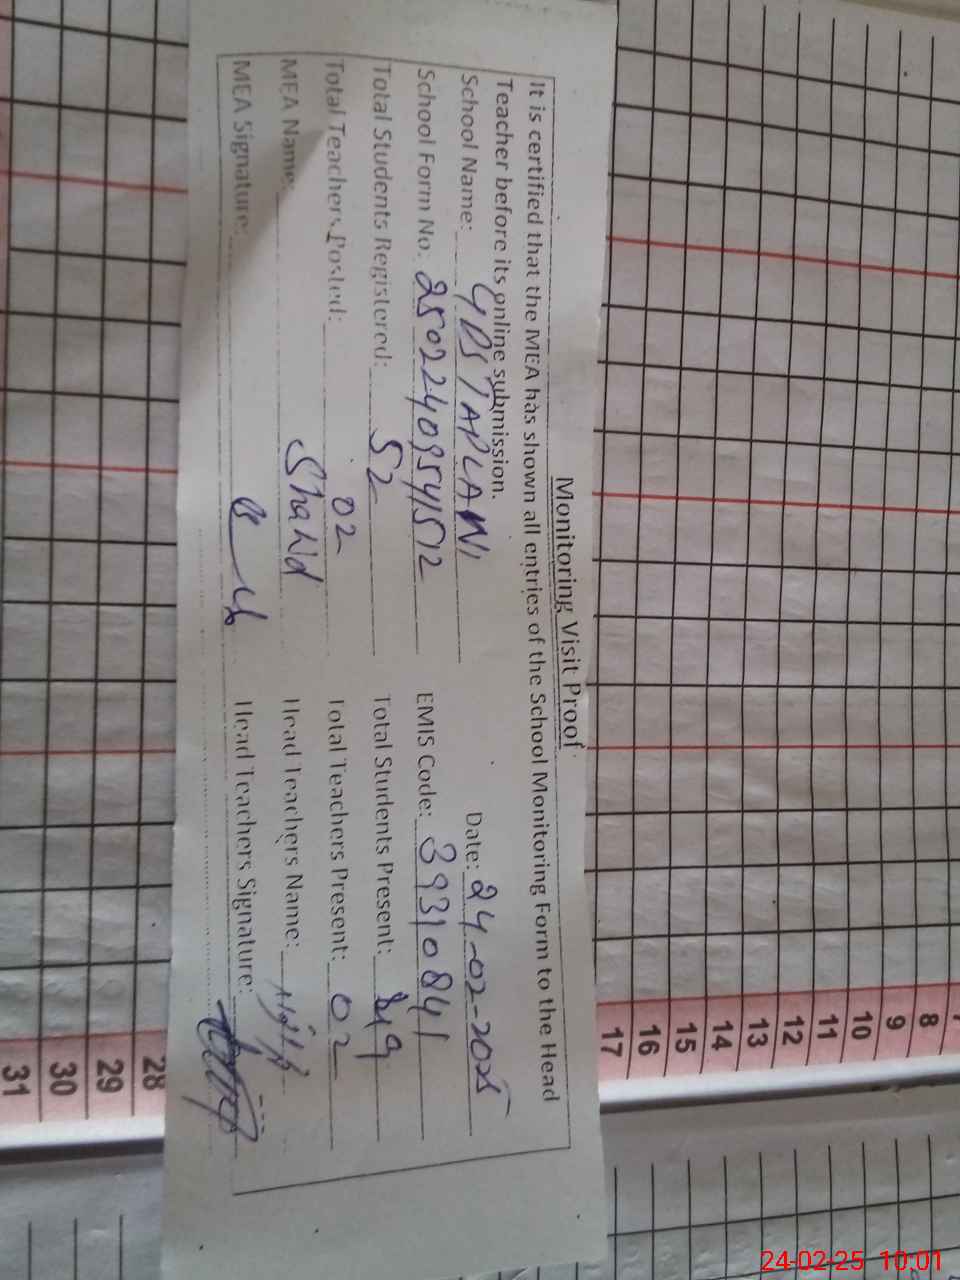 Monitoring Visit Proof
It is certified that the MEA has shown all entries of the School Monitoring Form to the Head
Teacher before its online submission.
School Name: Date: 24-02-2025
School Form No: EMIS Code: 39310841
Total Students Registered: 52 Total Students Present: 49
Total Teachers Posted: 02 Total Teachers Present: 02
MEA Name: Shahid Head Teachers Name:
MEA Signature: Head Teachers Signature:
8
9
10
11
12
13
14
15
16
17
28
29
30
31
24-02-25 10:01